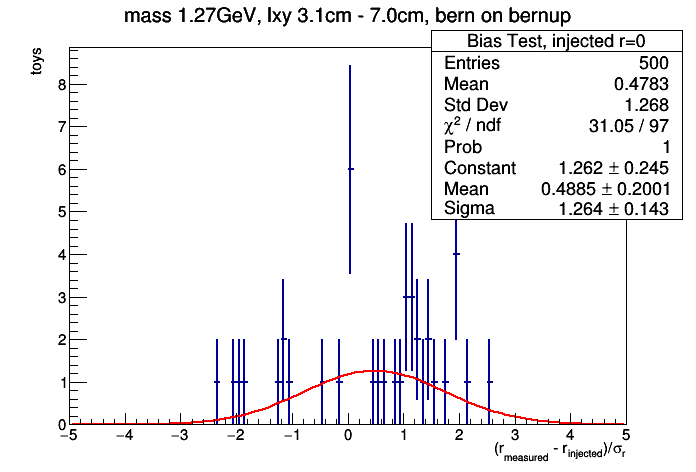 mass 1.27GeV, lxy 3.1cm - 7.0cm, bern on bernup
toys
Bias Test, injected r=0
Entries 500
Mean 0.4783
Std Dev 1.268
χ² / ndf 31.05 / 97
Prob 1
Constant 1.262 ± 0.245
Mean 0.4885 ± 0.2001
Sigma 1.264 ± 0.143
8
7
6
5
4
3
2
1
0
−5 −4 −3 −2 −1 0 1 2 3 4 5
(r_measured - r_injected)/σ_r